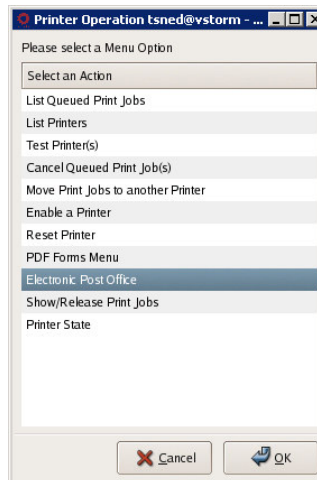 Printer Operation tsned@vstorm - ...
Please select a Menu Option
Select an Action
List Queued Print Jobs
List Printers
Test Printer(s)
Cancel Queued Print Job(s)
Move Print Jobs to another Printer
Enable a Printer
Reset Printer
PDF Forms Menu
Electronic Post Office
Show/Release Print Jobs
Printer State
Cancel
OK